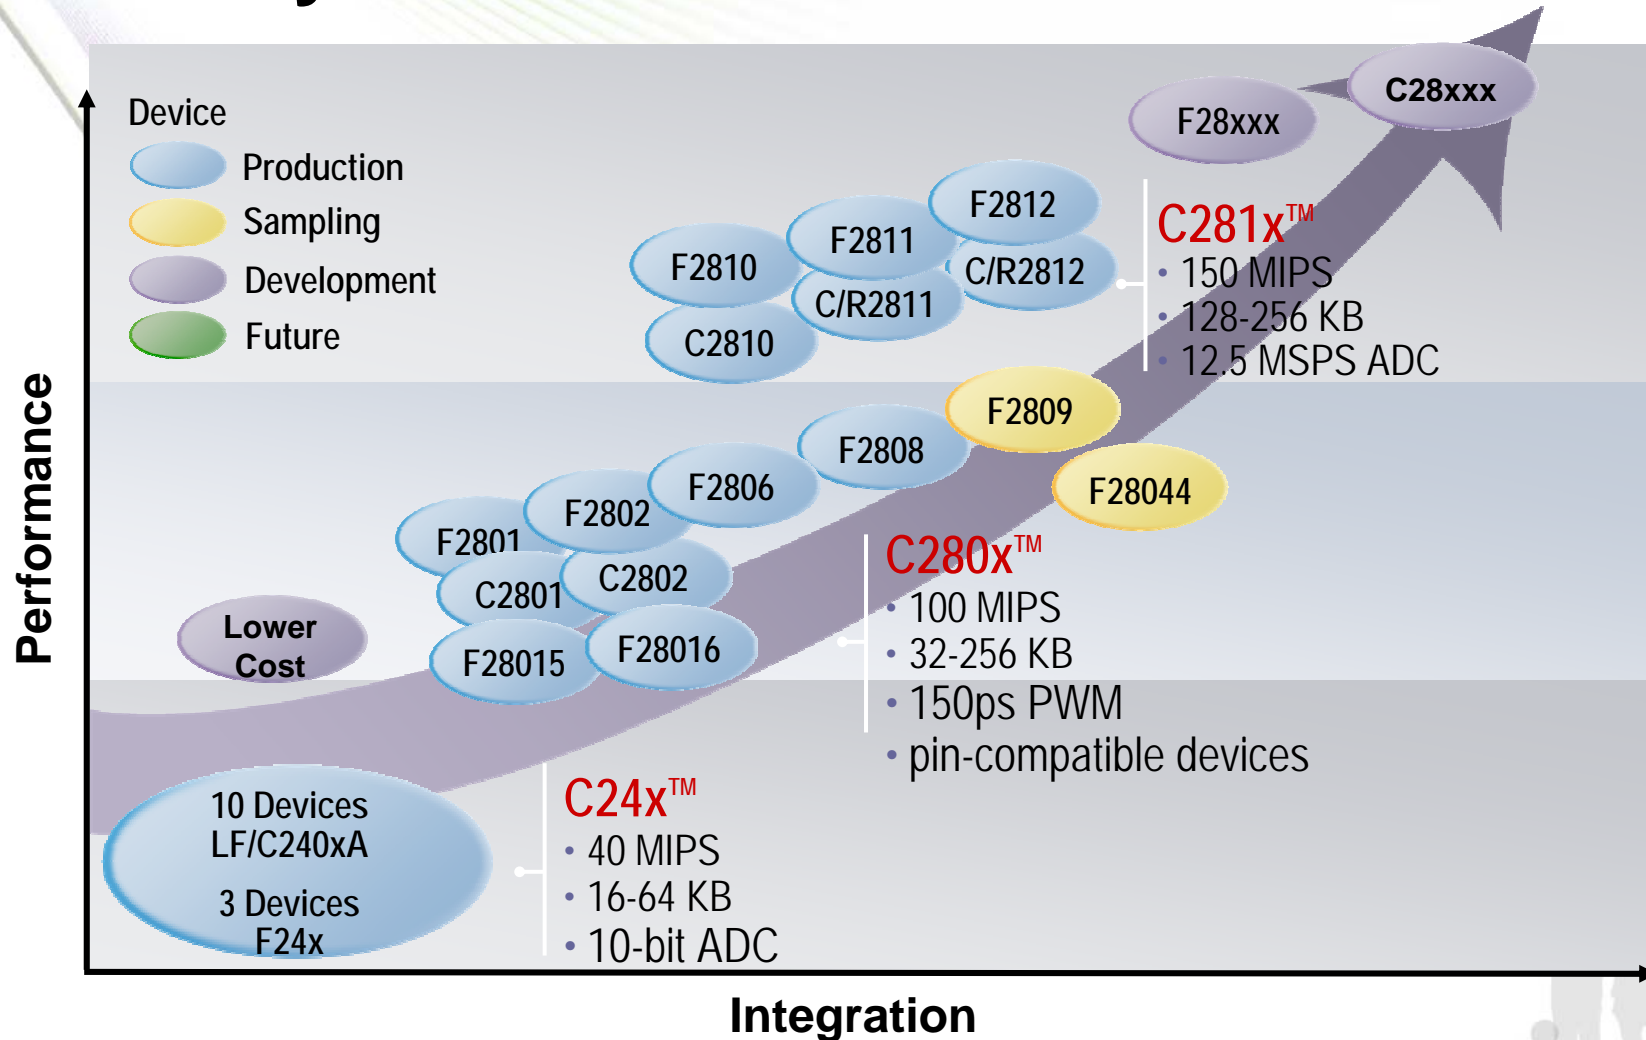 Device
Production
Sampling
Development
Future
Performance
F28xxx
C28xxx
F2812
F2811
F2810
C/R2812
C/R2811
C2810
C281x™
• 150 MIPS
• 128-256 KB
• 12.5 MSPS ADC
F2809
F2808
F28044
F2806
F2802
F2801
C2802
C2801
F28016
F28015
Lower
Cost
C280x™
• 100 MIPS
• 32-256 KB
• 150ps PWM
• pin-compatible devices
10 Devices
LF/C240xA
3 Devices
F24x
C24x™
• 40 MIPS
• 16-64 KB
• 10-bit ADC
Integration